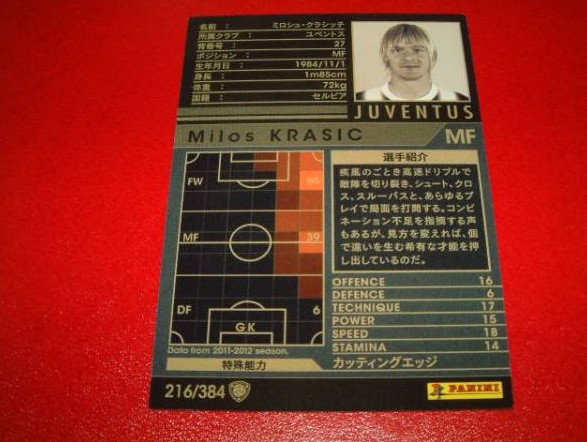 名前 : ミロシュ・クラシッチ
所属クラブ : ユベントス
背番号 : 27
ポジション : MF
生年月日 : 1984/11/1
身長 : 1m85cm
体重 : 72kg
国籍 : セルビア
JUVENTUS
Milos KRASIC MF
選手紹介
疾風のごとき高速ドリブルで
敵陣を切り裂き、シュート、クロ
ス、スルーパスと、あらゆるプ
レイで局面を打開する。コンビ
ネーション不足を指摘する声
もあるが、見方を変えれば、個
で違いを生む希有な才能を押
し出しているのだ。
FW
MF 39
DF 6
GK
Data from 2011-2012 season.
OFFENCE 16
DEFENCE 6
TECHNIQUE 17
POWER 15
SPEED 18
STAMINA 14
特殊能力 カッティングエッジ
216/384
PANINI